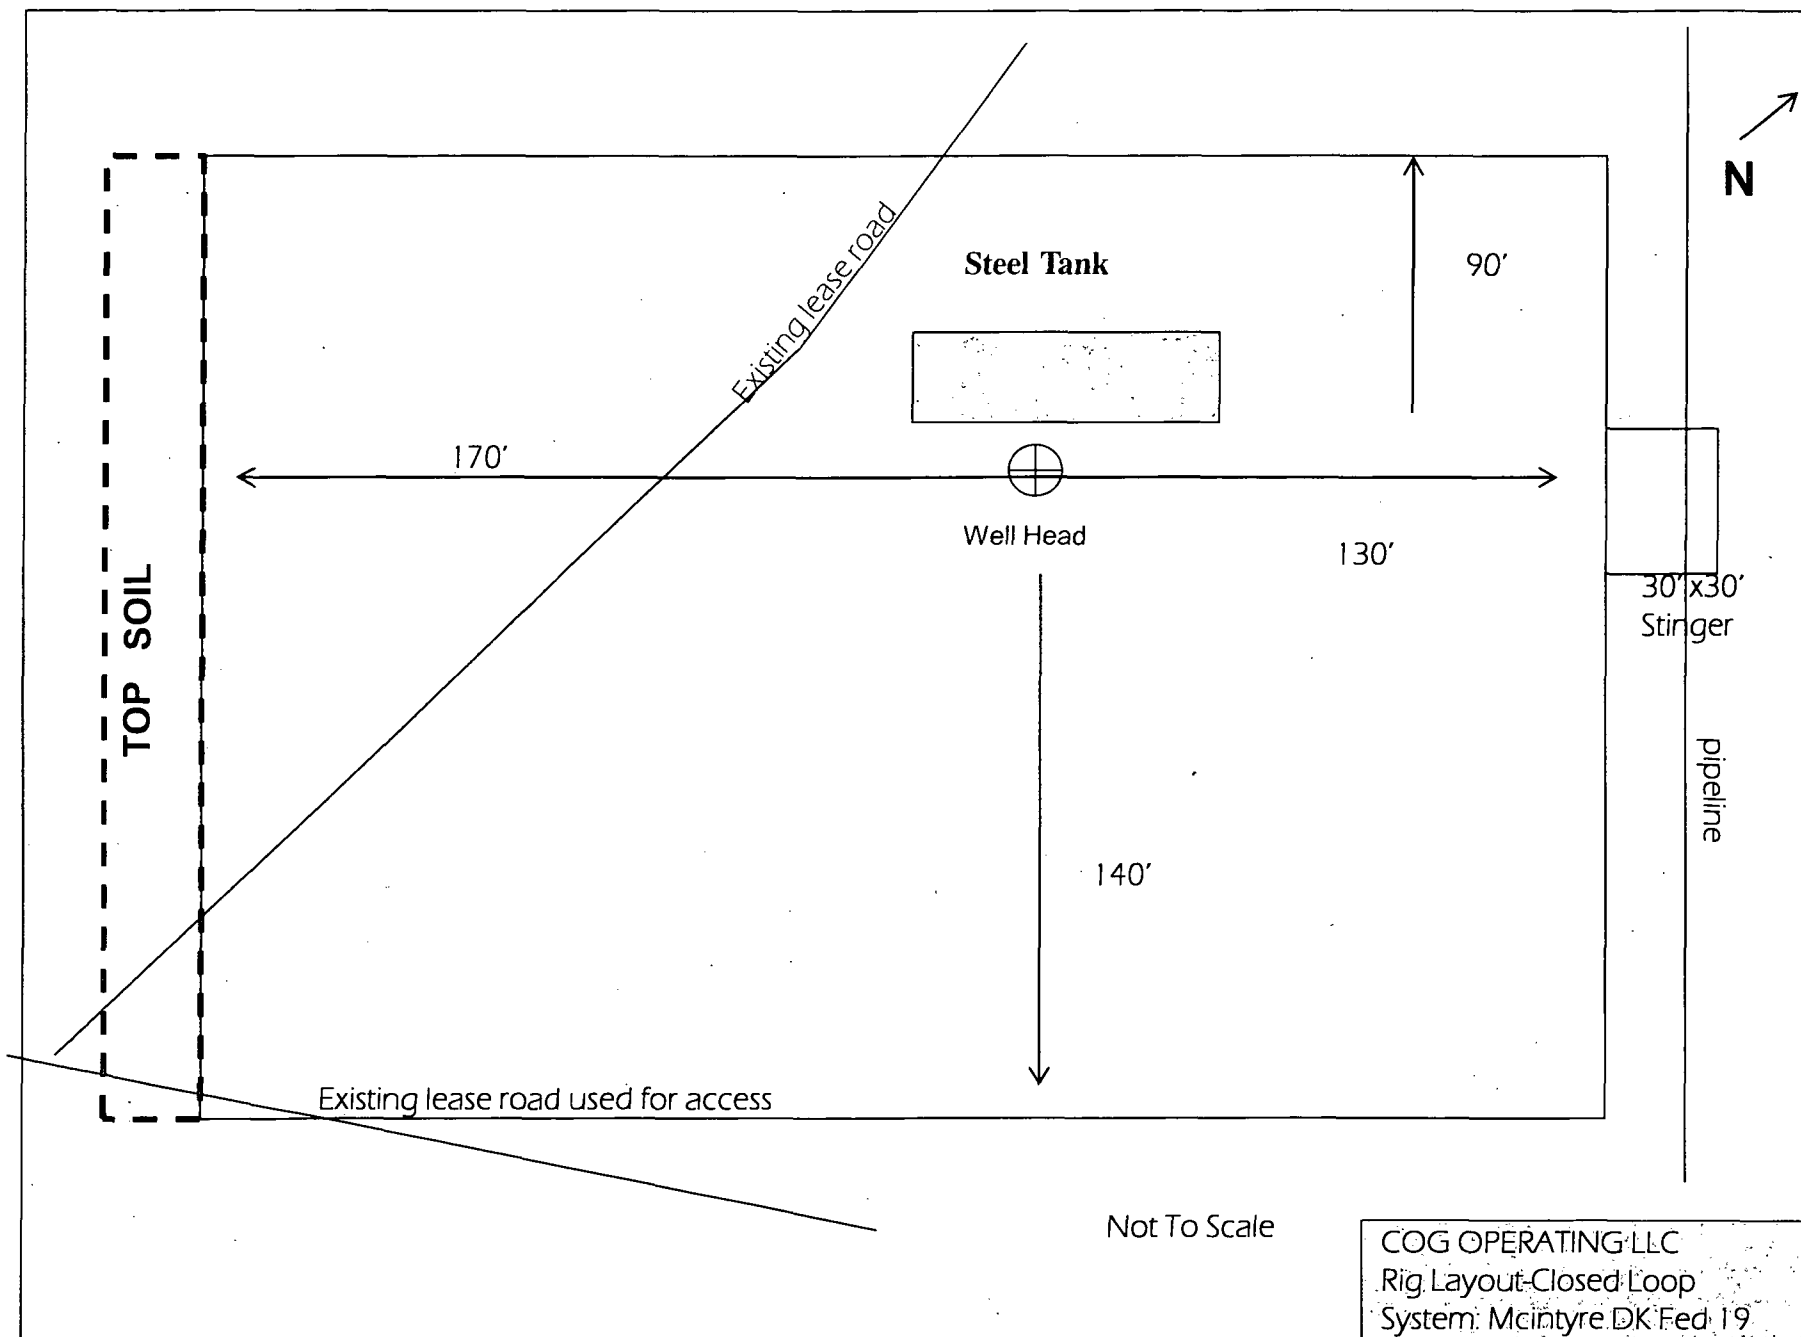 Existing lease road
N
Steel Tank
90'
170'
Well Head
130'
30'x30'
Stinger
TOP SOIL
pipeline
140'
Existing lease road used for access
Not To Scale
COG OPERATING LLC
Rig Layout-Closed Loop
System: Mcintyre DK Fed 19